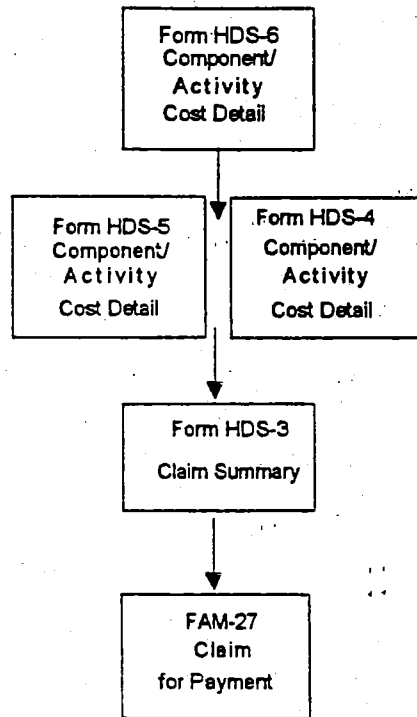 Form HDS-6
Component/
Activity
Cost Detail
Form HDS-5
Component/
Activity
Cost Detail
Form HDS-4
Component/
Activity
Cost Detail
Form HDS-3
Claim Summary
FAM-27
Claim
for Payment